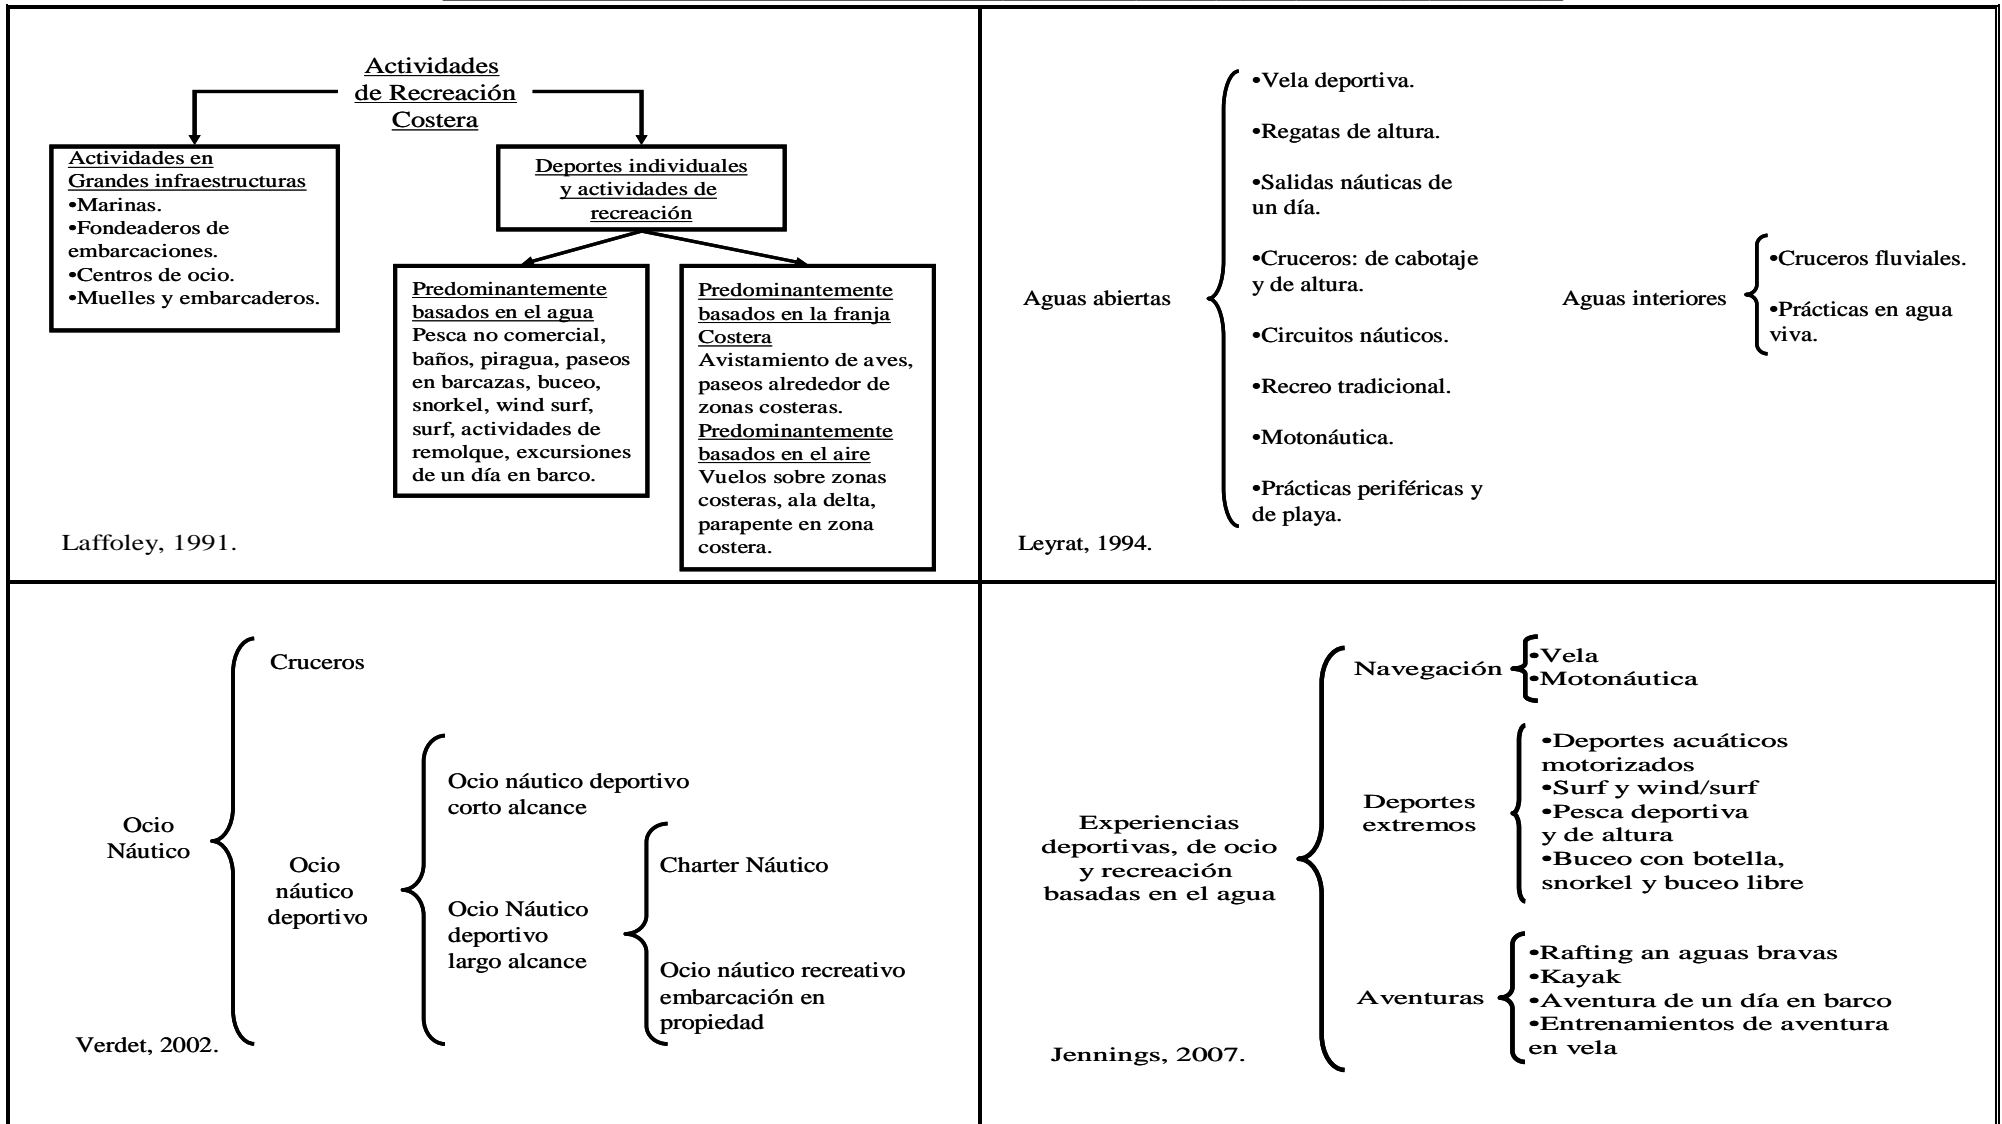 Actividades
de Recreación
Costera
Actividades en
Grandes infraestructuras
•Marinas.
•Fondeaderos de
embarcaciones.
•Centros de ocio.
•Muelles y embarcaderos.
Deportes individuales
y actividades de
recreación
Predominantemente
basados en el agua
Pesca no comercial,
baños, piragua, paseos
en barcazas, buceo,
snorkel, wind surf,
surf, actividades de
remolque, excursiones
de un día en barco.
Predominantemente
basados en la franja
Costera
Avistamiento de aves,
paseos alrededor de
zonas costeras.
Predominantemente
basados en el aire
Vuelos sobre zonas
costeras, ala delta,
parapente en zona
costera.
Laffoley, 1991.
Aguas abiertas
•Vela deportiva.
•Regatas de altura.
•Salidas náuticas de
un día.
•Cruceros: de cabotaje
y de altura.
•Circuitos náuticos.
•Recreo tradicional.
•Motonáutica.
•Prácticas periféricas y
de playa.
Aguas interiores
•Cruceros fluviales.
•Prácticas en agua
viva.
Leyrat, 1994.
Ocio
Náutico
Cruceros
Ocio
náutico
deportivo
Ocio náutico deportivo
corto alcance
Ocio Náutico
deportivo
largo alcance
Charter Náutico
Ocio náutico recreativo
embarcación en
propiedad
Verdet, 2002.
Experiencias
deportivas, de ocio
y recreación
basadas en el agua
Navegación
•Vela
•Motonáutica
Deportes
extremos
•Deportes acuáticos
motorizados
•Surf y wind/surf
•Pesca deportiva
y de altura
•Buceo con botella,
snorkel y buceo libre
Aventuras
•Rafting an aguas bravas
•Kayak
•Aventura de un día en barco
•Entrenamientos de aventura
en vela
Jennings, 2007.